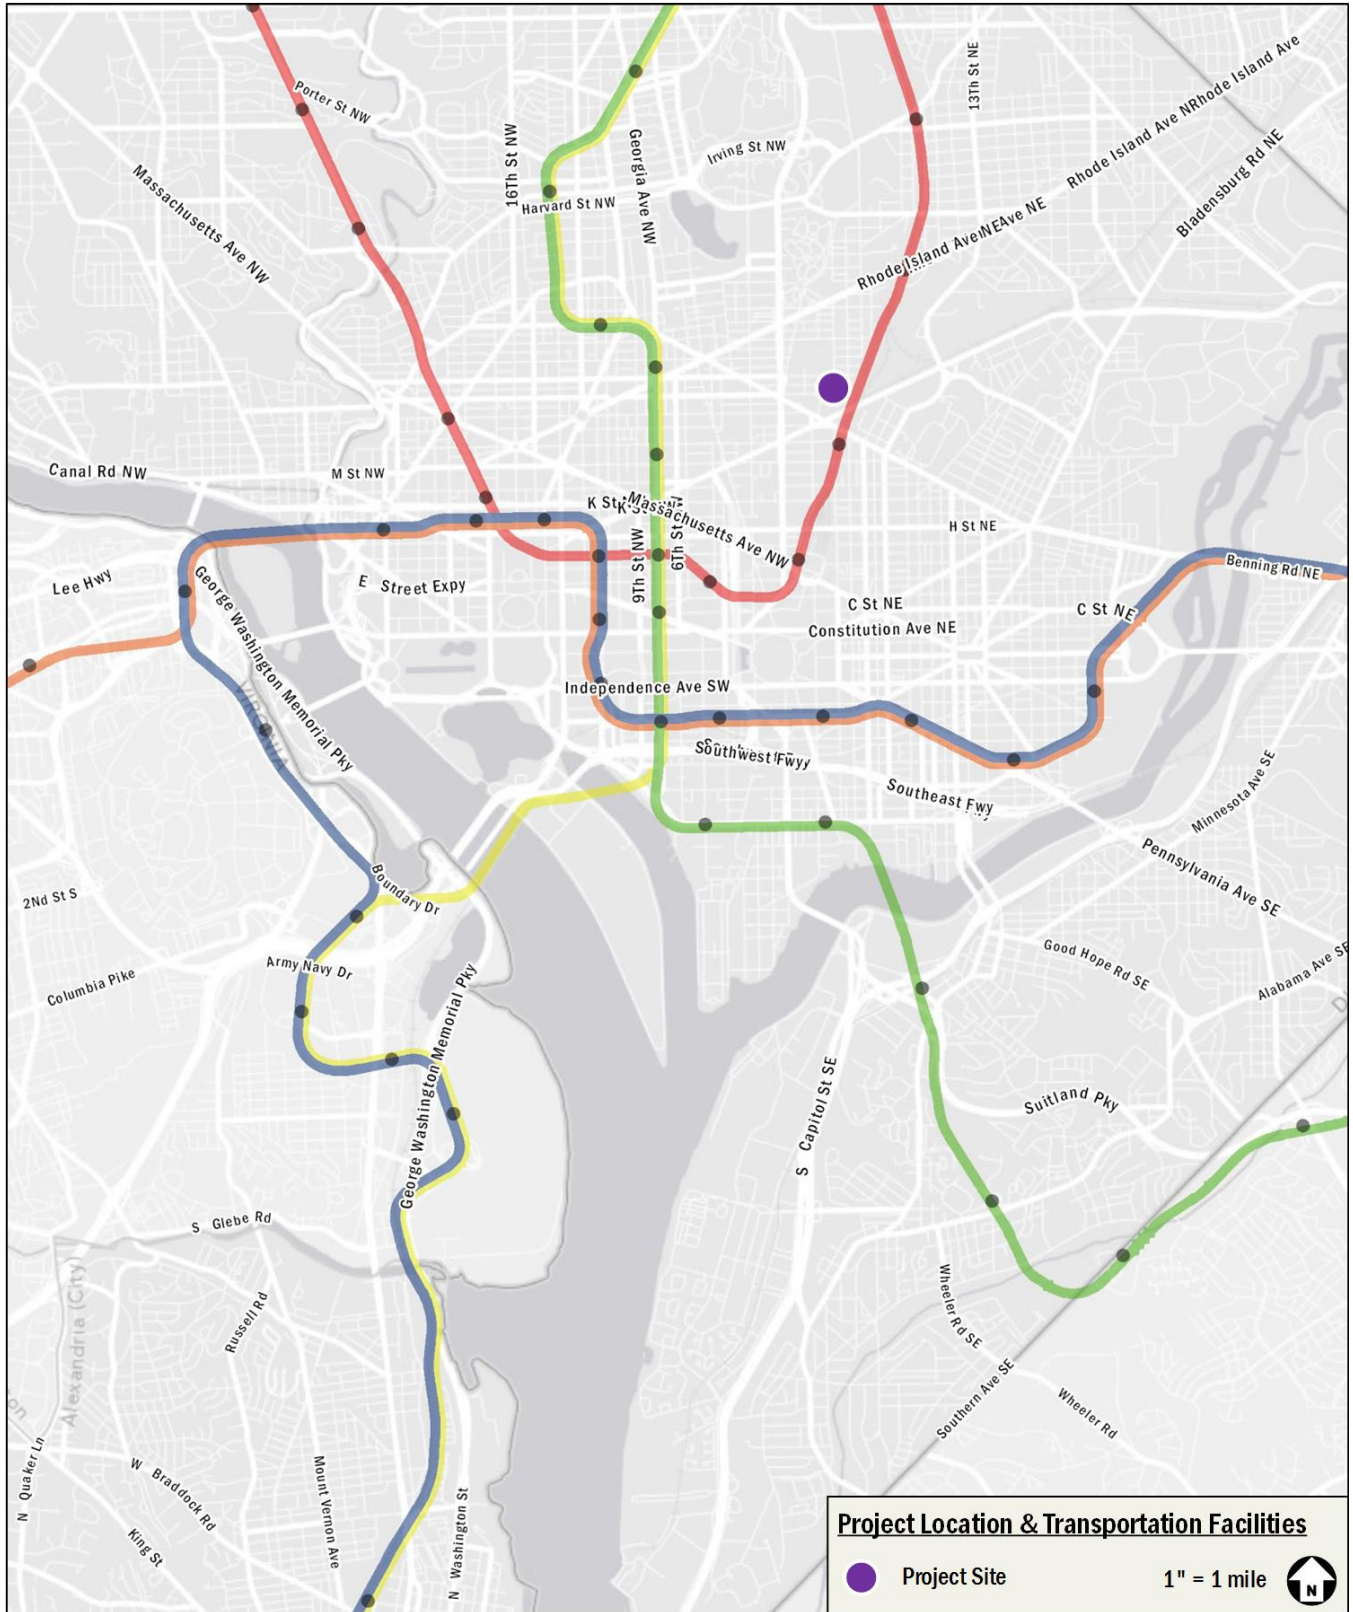 Porter St NW
Massachusetts Ave NW
16Th St NW
Georgia Ave NW
Harvard St NW
Irving St NW
13Th St NE
Rhode Island Ave
Rhode Island Ave N
Bladensburg Rd NE
Ave NE
Rhode Island Ave NE
Canal Rd NW
M St NW
K St
K St
Massachusetts Ave NW
9Th St NW
6Th St NW
H St NE
Benning Rd NE
Lee Hwy
E Street Expy
C St NE
C St NE
Constitution Ave NE
George Washington Memorial Pky
VIRGINIA
Independence Ave SW
Southwest Fwy
Southeast Fwy
Minnesota Ave SE
Pennsylvania Ave SE
Boundary Dr
2Nd St S
Army Navy Dr
Columbia Pike
Good Hope Rd SE
Alabama Ave SE
D
George Washington Memorial Pky
S Capitol St SE
Suitland Pky
S Glebe Rd
Alexandria (City)
on
Russell Rd
Wheeler Rd SE
Southern Ave SE
Wheeler Rd
N Quaker Ln
W Braddock Rd
King St
Mount Vernon Ave
N Washington St
Project Location & Transportation Facilities
Project Site
1" = 1 mile
N